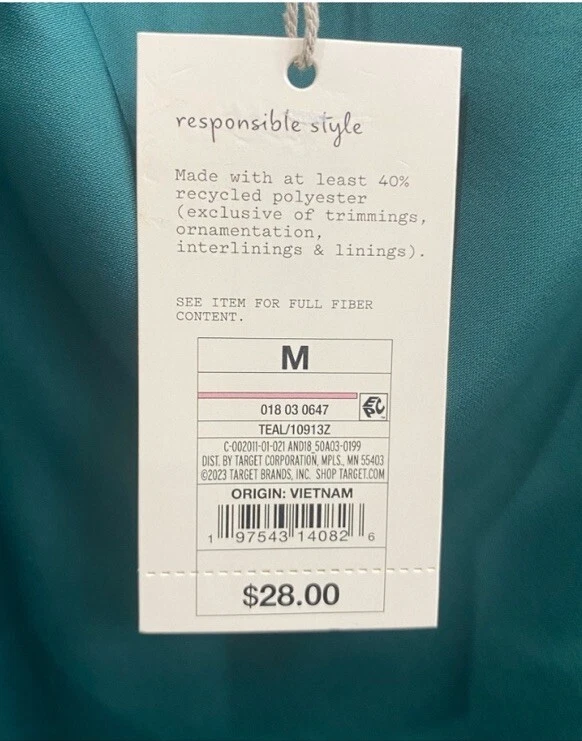 responsible style
Made with at least 40%
recycled polyester
(exclusive of trimmings,
ornamentation,
interlinings & linings).
SEE ITEM FOR FULL FIBER
CONTENT.
M
018 03 0647
TEAL/10913Z
C-002011-01-021 AND18_50A03-0199
DIST. BY TARGET CORPORATION, MPLS., MN 55403
©2023 TARGET BRANDS, INC. SHOP TARGET.COM
ORIGIN: VIETNAM
1 97543 14082 6
$28.00